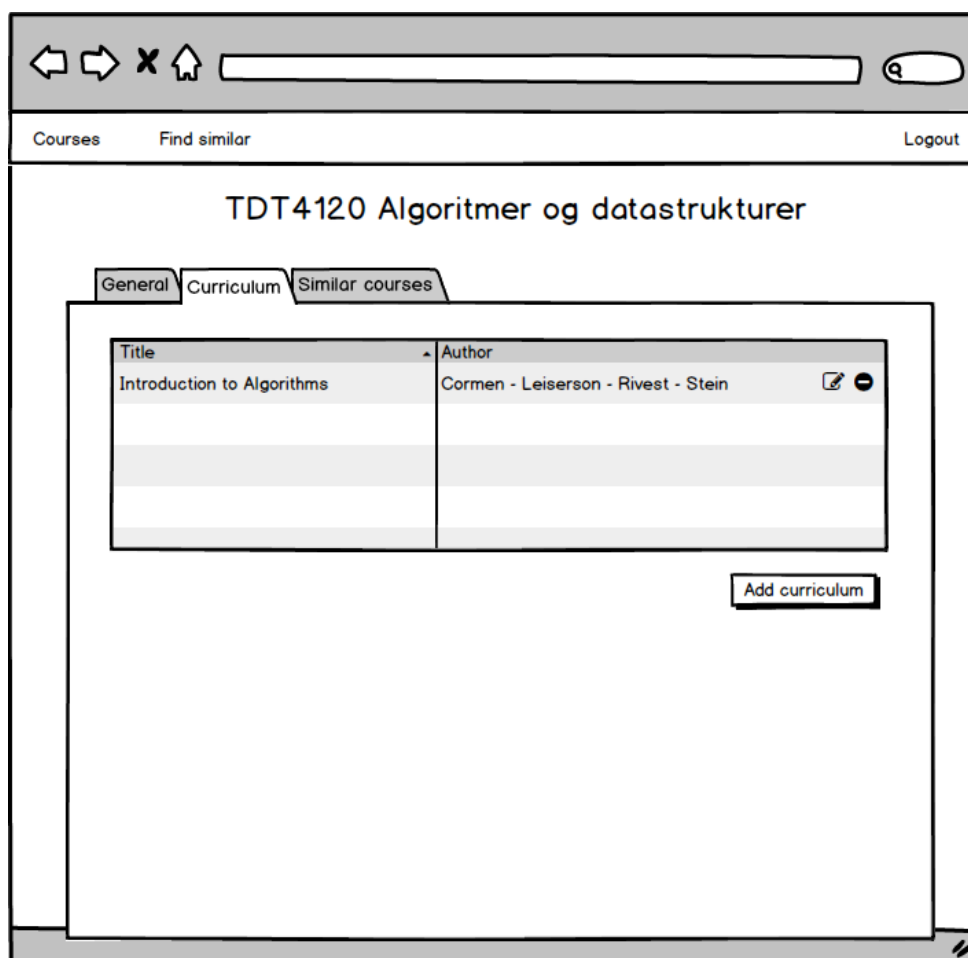 Courses Find similar Logout
TDT4120 Algoritmer og datastrukturer
General Curriculum Similar courses
Title Author
Introduction to Algorithms Cormen - Leiserson - Rivest - Stein
Add curriculum